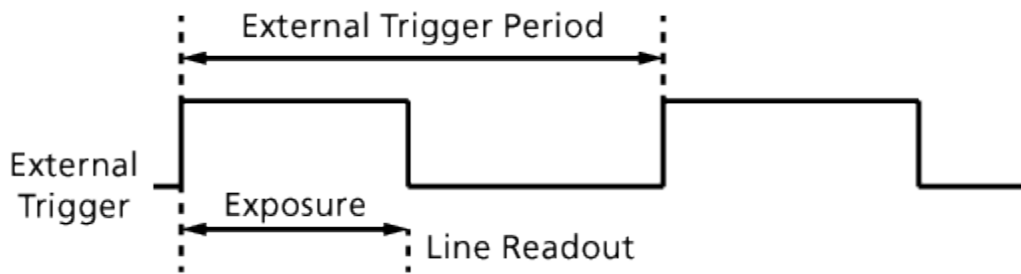 External Trigger Period
External
Trigger
Exposure
Line Readout